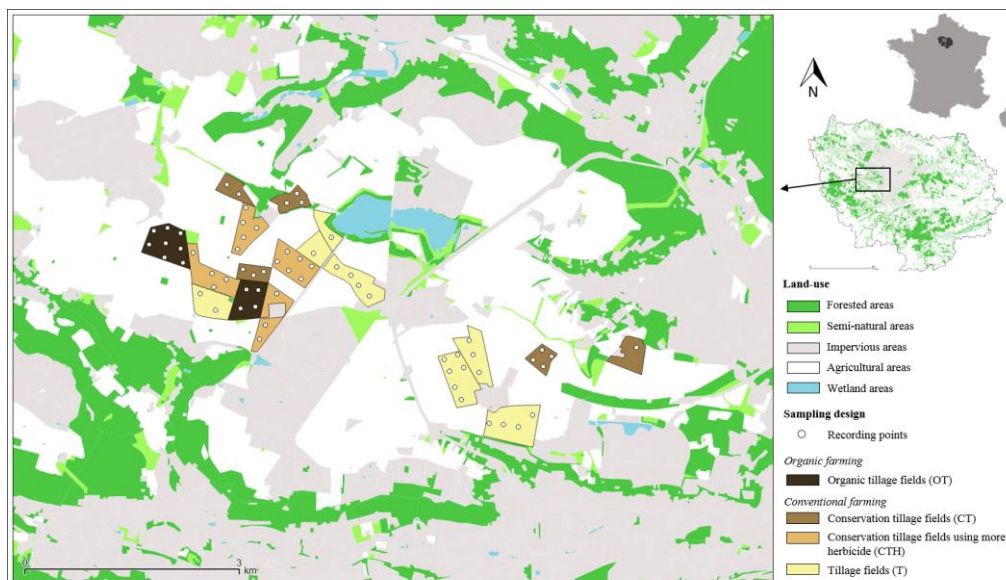 N
Land-use
Forested areas
Semi-natural areas
Impervious areas
Agricultural areas
Wetland areas
Sampling design
Recording points
Organic farming
Organic tillage fields (OT)
Conventional farming
Conservation tillage fields (CT)
Conservation tillage fields using more
herbicide (CTH)
Tillage fields (T)
0 3
km